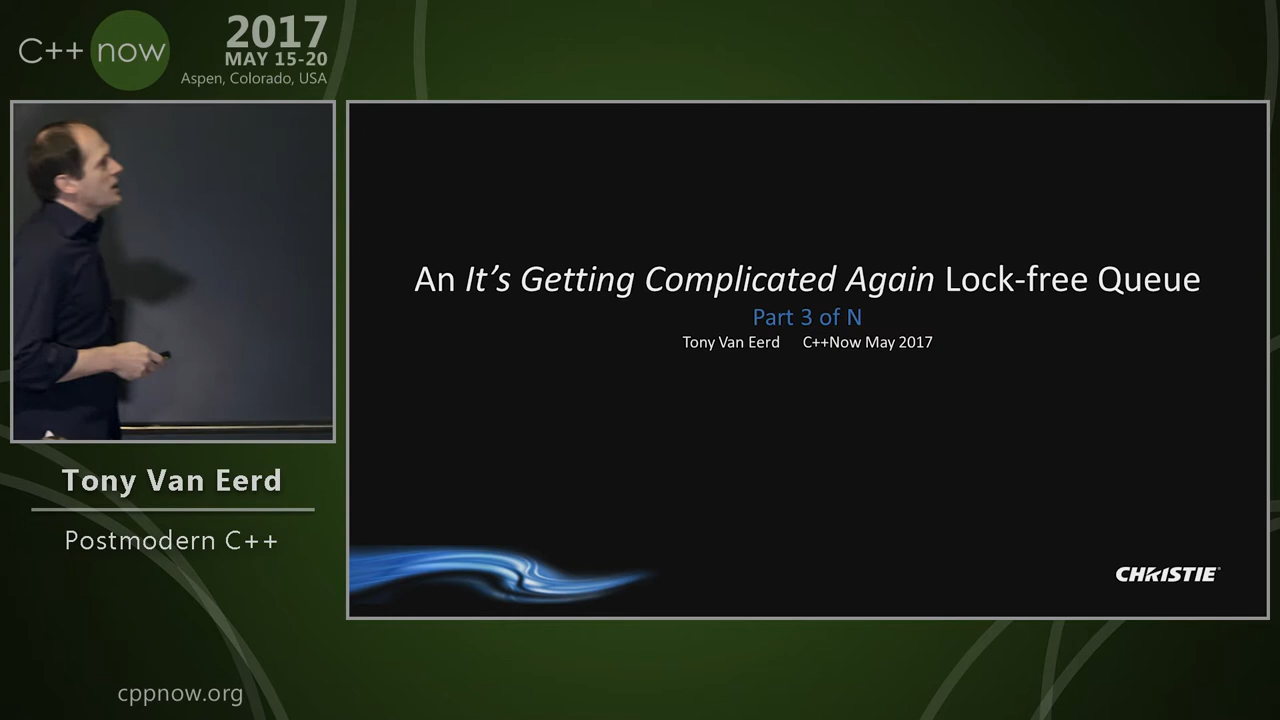 C++ now
2017
MAY 15-20
Aspen, Colorado, USA
An It's Getting Complicated Again Lock-free Queue
Part 3 of N
Tony Van Eerd C++Now May 2017
CHRISTIE®
Tony Van Eerd
Postmodern C++
cppnow.org